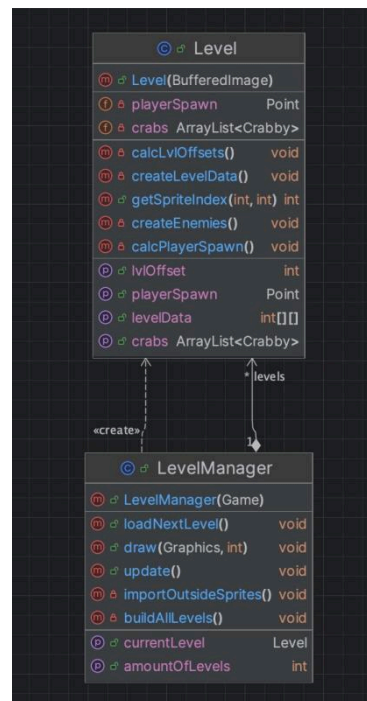 Level
Level(BufferedImage)
playerSpawn Point
crabs ArrayList<Crabby>
calcLvlOffsets() void
createLevelData() void
getSpriteIndex(int, int) int
createEnemies() void
calcPlayerSpawn() void
lvlOffset int
playerSpawn Point
levelData int[][]
crabs ArrayList<Crabby>
* levels
«create»
1
LevelManager
LevelManager(Game)
loadNextLevel() void
draw(Graphics, int) void
update() void
importOutsideSprites() void
buildAllLevels() void
currentLevel Level
amountOfLevels int